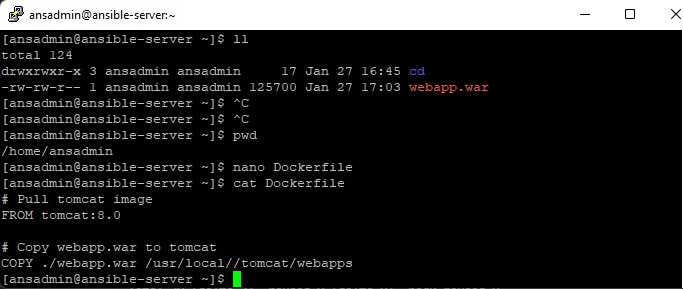 ansadmin@ansible-server:~
[ansadmin@ansible-server ~]$ ll
total 124
drwxrwxr-x 3 ansadmin ansadmin     17 Jan 27 16:45 cd
-rw-rw-r-- 1 ansadmin ansadmin 125700 Jan 27 17:03 webapp.war
[ansadmin@ansible-server ~]$ ^C
[ansadmin@ansible-server ~]$ ^C
[ansadmin@ansible-server ~]$ pwd
/home/ansadmin
[ansadmin@ansible-server ~]$ nano Dockerfile
[ansadmin@ansible-server ~]$ cat Dockerfile
# Pull tomcat image
FROM tomcat:8.0

# Copy webapp.war to tomcat
COPY ./webapp.war /usr/local//tomcat/webapps
[ansadmin@ansible-server ~]$